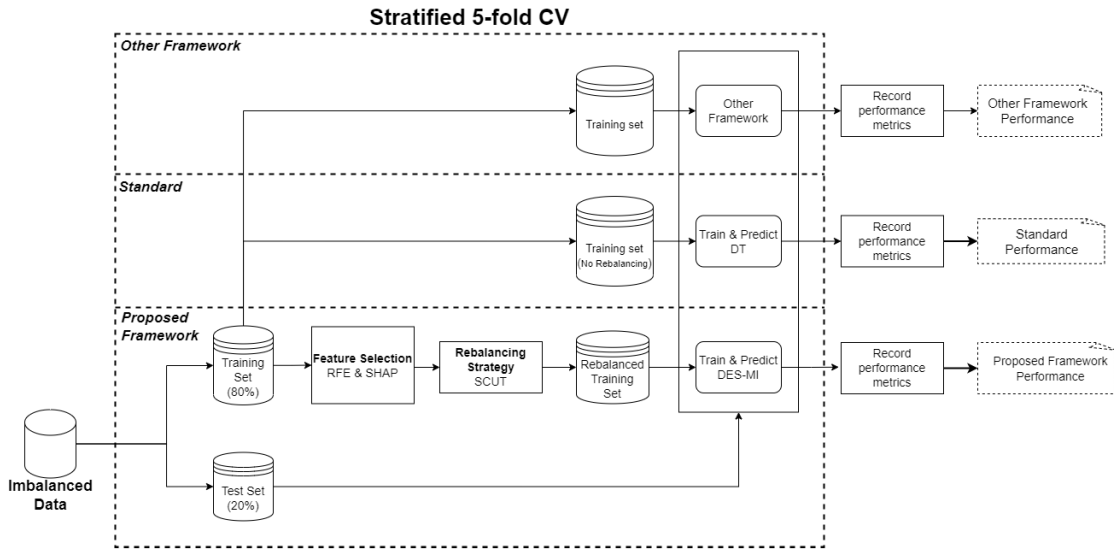 Stratified 5-fold CV
Other Framework
Training set
Other
Framework
Record
performance
metrics
Other Framework
Performance
Standard
Training set
(No Rebalancing)
Train & Predict
DT
Record
performance
metrics
Standard
Performance
Proposed
Framework
Training
Set
(80%)
Feature Selection
RFE & SHAP
Rebalancing
Strategy
SCUT
Rebalanced
Training
Set
Train & Predict
DES-MI
Record
performance
metrics
Proposed Framework
Performance
Imbalanced
Data
Test Set
(20%)